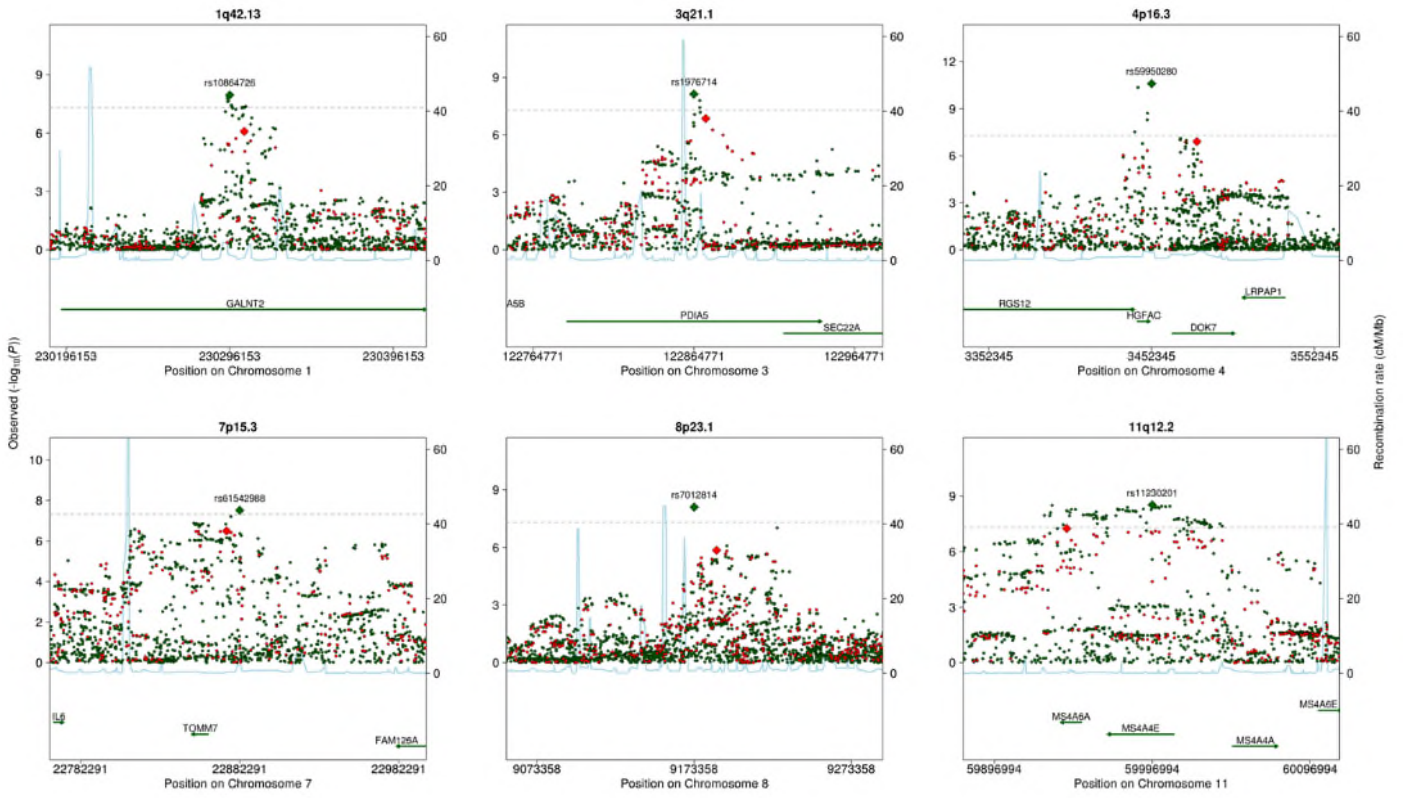 1q42.13
3q21.1
4p16.3
60
60
60
12
9
rs10864726
9
rs1976714
rs59950280
40
40
9
40
6
6
6
20
20
20
3
3
3
0
0
0
0
0
0
GALNT2
A5B
PDIA5
SEC22A
RGS12
HGFAC
DOK7
LRPAP1
230196153
230296153
230396153
122764771
122864771
122964771
3352345
3452345
3552345
Position on Chromosome 1
Position on Chromosome 3
Position on Chromosome 4
Observed (-log₁₀(P))
Recombination rate (cM/Mb)
7p15.3
8p23.1
11q12.2
10
60
60
60
8
rs61542988
9
rs7012814
9
rs11230201
40
40
40
6
6
6
4
20
20
20
2
3
3
0
0
0
0
0
0
IL6
TOMM7
FAM126A
MS4A6A
MS4A4E
MS4A4A
MS4A6E
22782291
22882291
22982291
9073358
9173358
9273358
59896994
59996994
60096994
Position on Chromosome 7
Position on Chromosome 8
Position on Chromosome 11